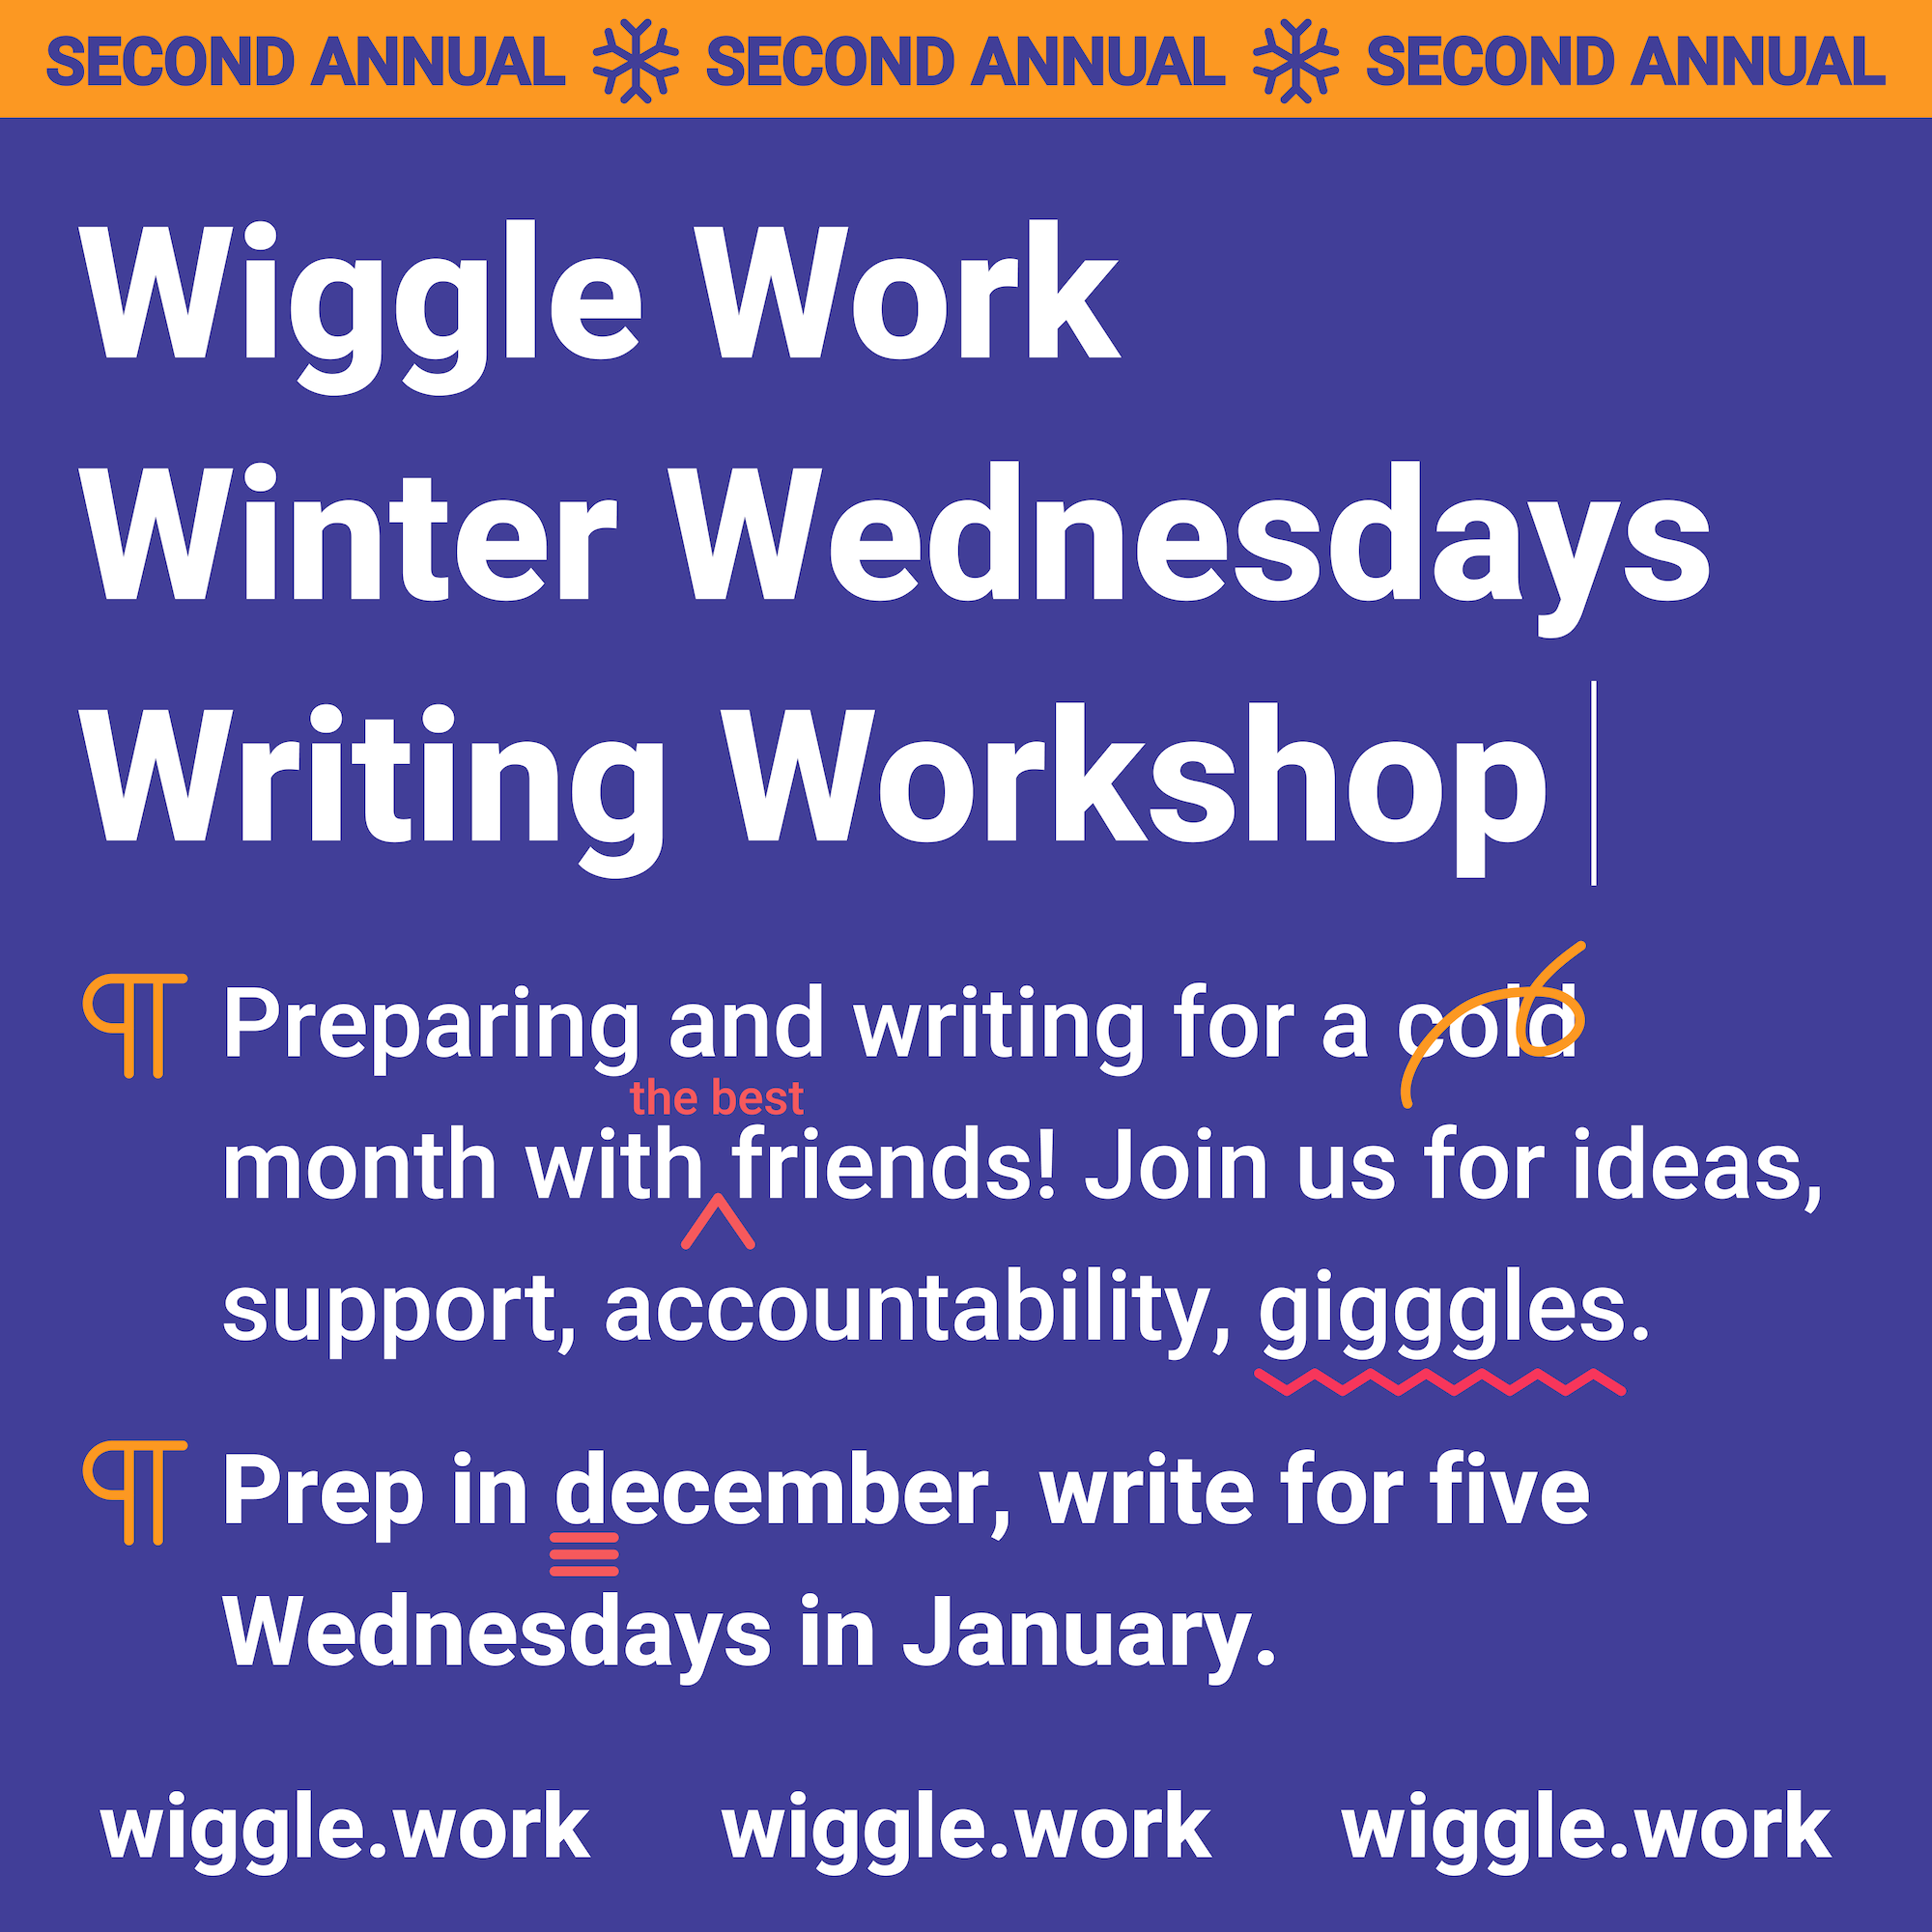 SECOND ANNUAL SECOND ANNUAL SECOND ANNUAL
Wiggle Work
Winter Wednesdays
Writing Workshop
¶ Preparing and writing for a cold
the best
month with friends! Join us for ideas,
support, accountability, gigggles.
¶ Prep in december, write for five
Wednesdays in January.
wiggle.work wiggle.work wiggle.work